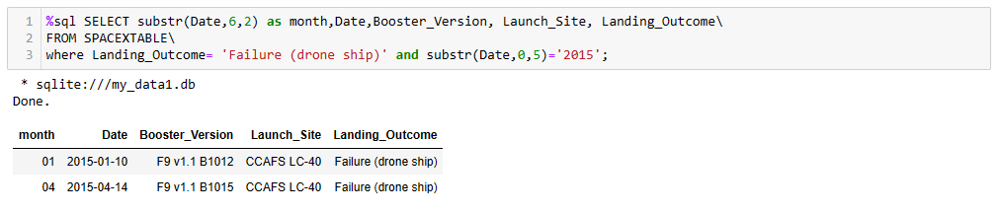 1 %sql SELECT substr(Date,6,2) as month,Date,Booster_Version, Launch_Site, Landing_Outcome\
2 FROM SPACEXTABLE\
3 where Landing_Outcome= 'Failure (drone ship)' and substr(Date,0,5)='2015';
* sqlite:///my_data1.db
Done.
month Date Booster_Version Launch_Site Landing_Outcome
01 2015-01-10 F9 v1.1 B1012 CCAFS LC-40 Failure (drone ship)
04 2015-04-14 F9 v1.1 B1015 CCAFS LC-40 Failure (drone ship)